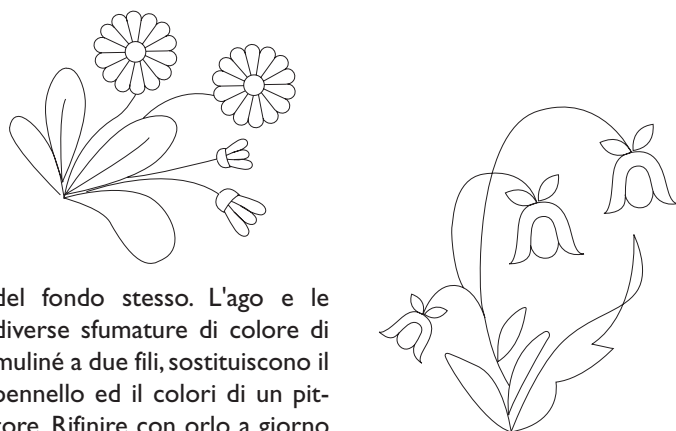 del fondo stesso. L'ago e le
diverse sfumature di colore di
muliné a due fili, sostituiscono il
pennello ed il colori di un pit-
tore. Rifinire con orlo a giorno